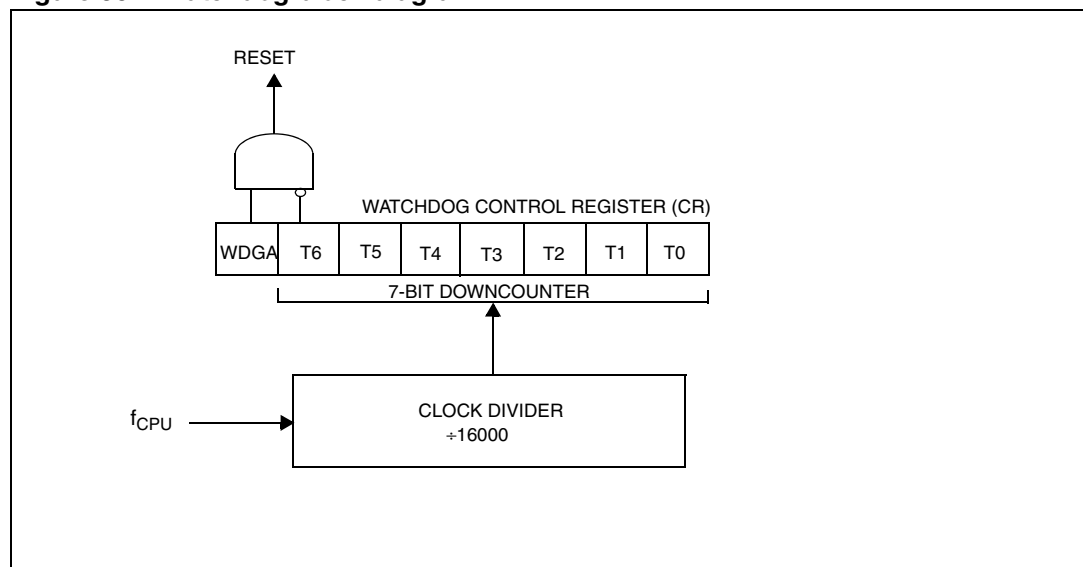 RESET
WATCHDOG CONTROL REGISTER (CR)
WDGA T6 T5 T4 T3 T2 T1 T0
7-BIT DOWNCOUNTER
fCPU
CLOCK DIVIDER
÷16000